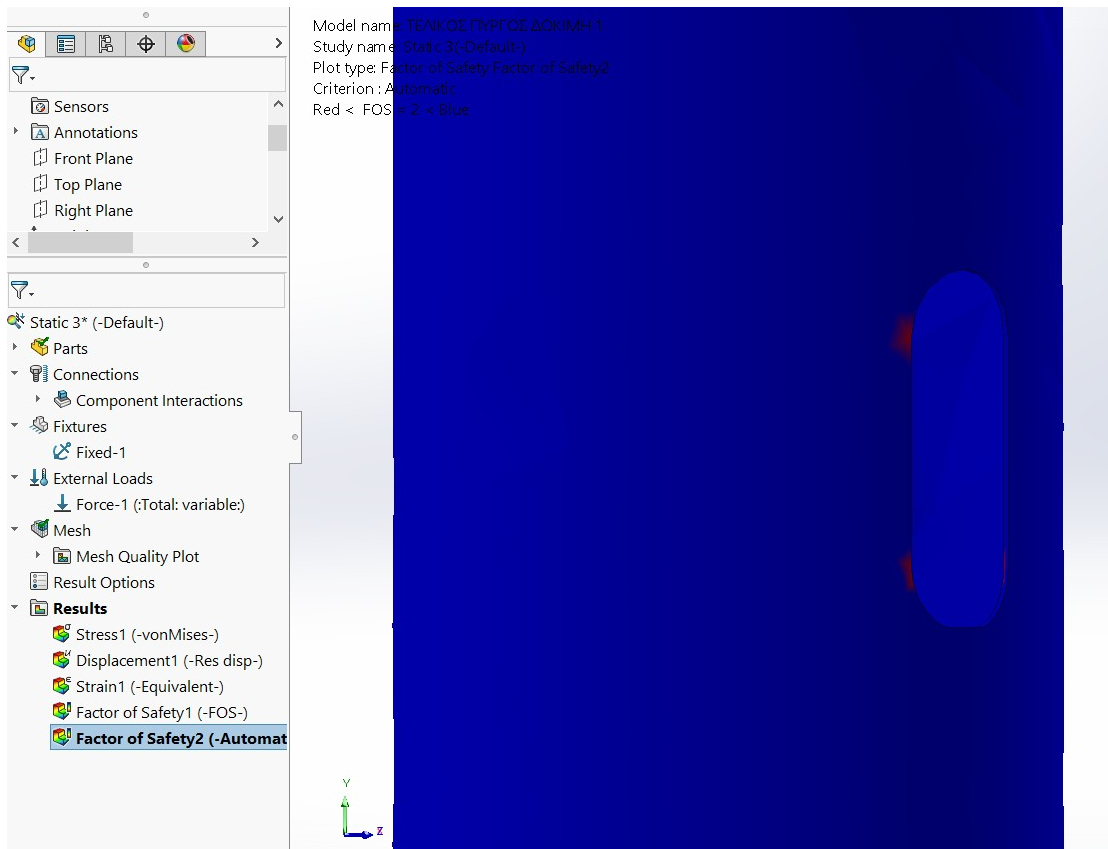 Sensors
Annotations
Front Plane
Top Plane
Right Plane
Static 3* (-Default-)
Parts
Connections
Component Interactions
Fixtures
Fixed-1
External Loads
Force-1 (:Total: variable:)
Mesh
Mesh Quality Plot
Result Options
Results
Stress1 (-vonMises-)
Displacement1 (-Res disp-)
Strain1 (-Equivalent-)
Factor of Safety1 (-FOS-)
Factor of Safety2 (-Automat
Model name: ΤΕΛΙΚΟΣ ΠΥΡΓΟΣ ΔΟΚΙΜΗ 1
Study name: Static 3(-Default-)
Plot type: Factor of Safety Factor of Safety2
Criterion : Automatic
Red < FOS = 2 < Blue
Y
Z